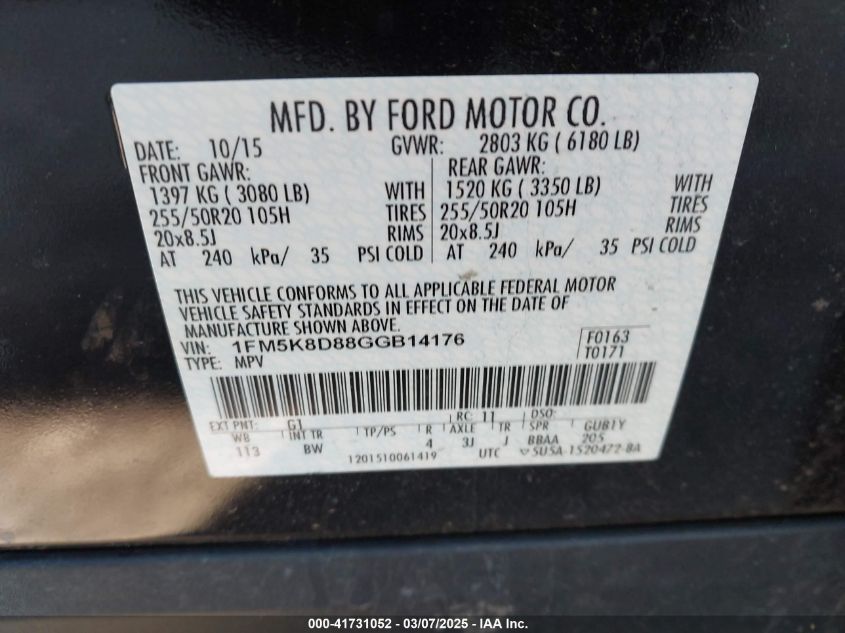 MFD. BY FORD MOTOR CO.
DATE: 10/15 GVWR: 2803 KG ( 6180 LB)
FRONT GAWR: REAR GAWR:
1397 KG ( 3080 LB) WITH 1520 KG ( 3350 LB) WITH
255/50R20 105H TIRES 255/50R20 105H TIRES
20x8.5J RIMS 20x8.5J RIMS
AT 240 kPa/ 35 PSI COLD AT 240 kPa/ 35 PSI COLD
THIS VEHICLE CONFORMS TO ALL APPLICABLE FEDERAL MOTOR
VEHICLE SAFETY STANDARDS IN EFFECT ON THE DATE OF
MANUFACTURE SHOWN ABOVE.
VIN: 1FM5K8D88GGB14176 F0163
TYPE: MPV T0171
EXT PNT: G1 RC: 11 DSO:
WB INT TR TP/PS R AXLE TR SPR GUB1Y
113 BW 4 3J J BBAA 205
1201510061419 UTC 5U5A-1520472-BA
000-41731052 - 03/07/2025 - IAA Inc.